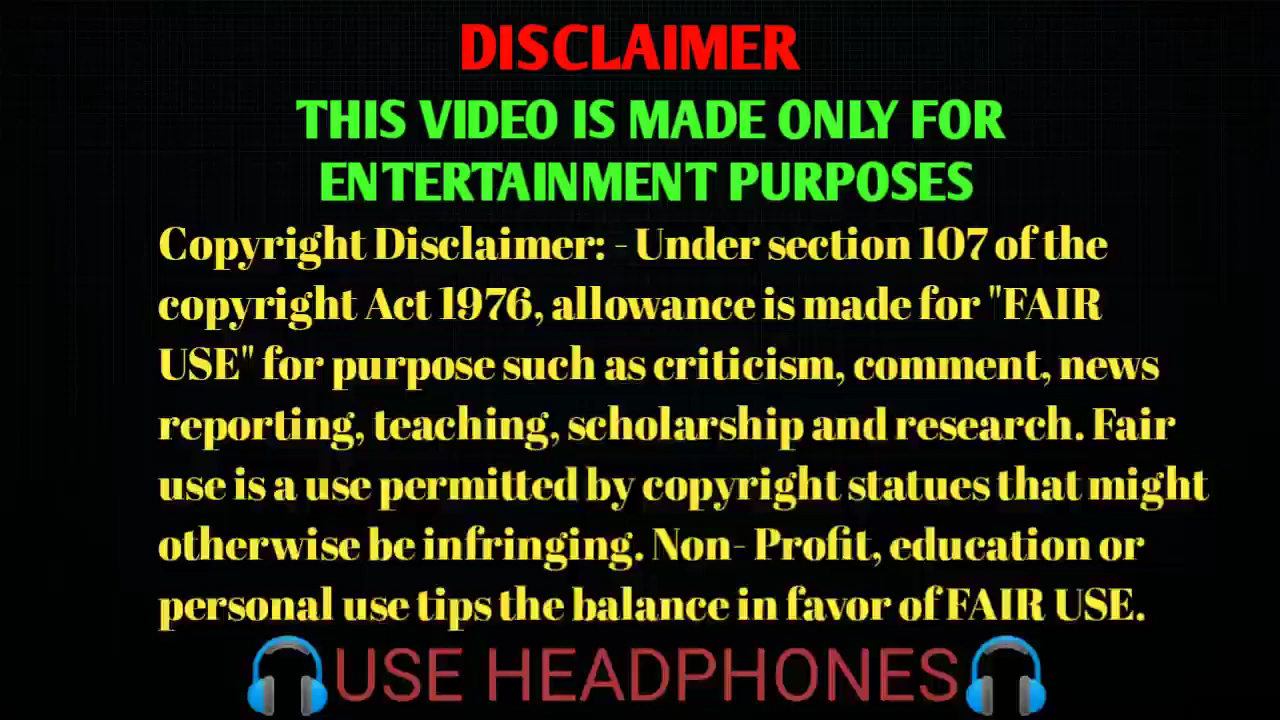 DISCLAIMER
THIS VIDEO IS MADE ONLY FOR
ENTERTAINMENT PURPOSES
Copyright Disclaimer: - Under section 107 of the
copyright Act 1976, allowance is made for "FAIR
USE" for purpose such as criticism, comment, news
reporting, teaching, scholarship and research. Fair
use is a use permitted by copyright statues that might
otherwise be infringing. Non- Profit, education or
personal use tips the balance in favor of FAIR USE.
🎧USE HEADPHONES🎧